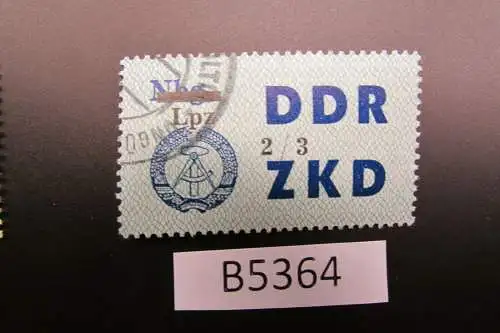 Nbg
Lpz
DDR
2/3
ZKD
B5364